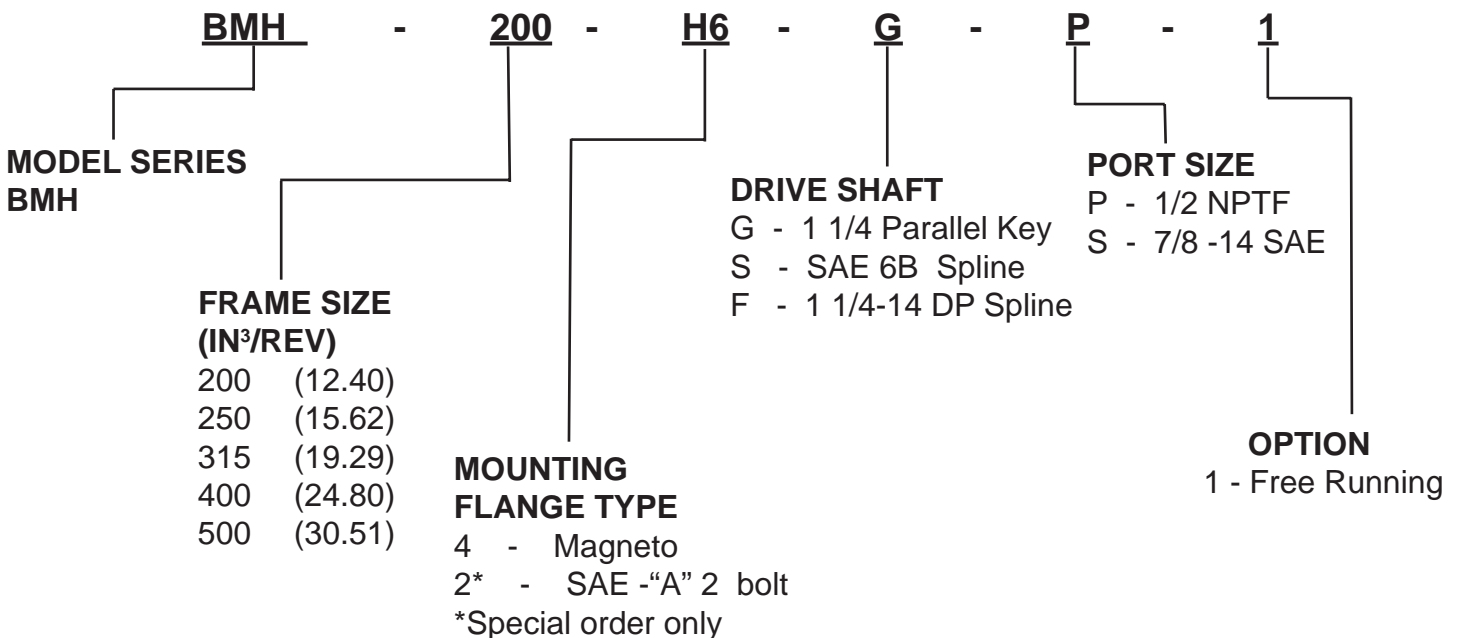 BMH - 200 - H6 - G - P - 1
MODEL SERIES
BMH
FRAME SIZE
(IN³/REV)
200 (12.40)
250 (15.62)
315 (19.29)
400 (24.80)
500 (30.51)
MOUNTING
FLANGE TYPE
4 - Magneto
2* - SAE -“A” 2 bolt
*Special order only
DRIVE SHAFT
G - 1 1/4 Parallel Key
S - SAE 6B Spline
F - 1 1/4-14 DP Spline
PORT SIZE
P - 1/2 NPTF
S - 7/8 -14 SAE
OPTION
1 - Free Running